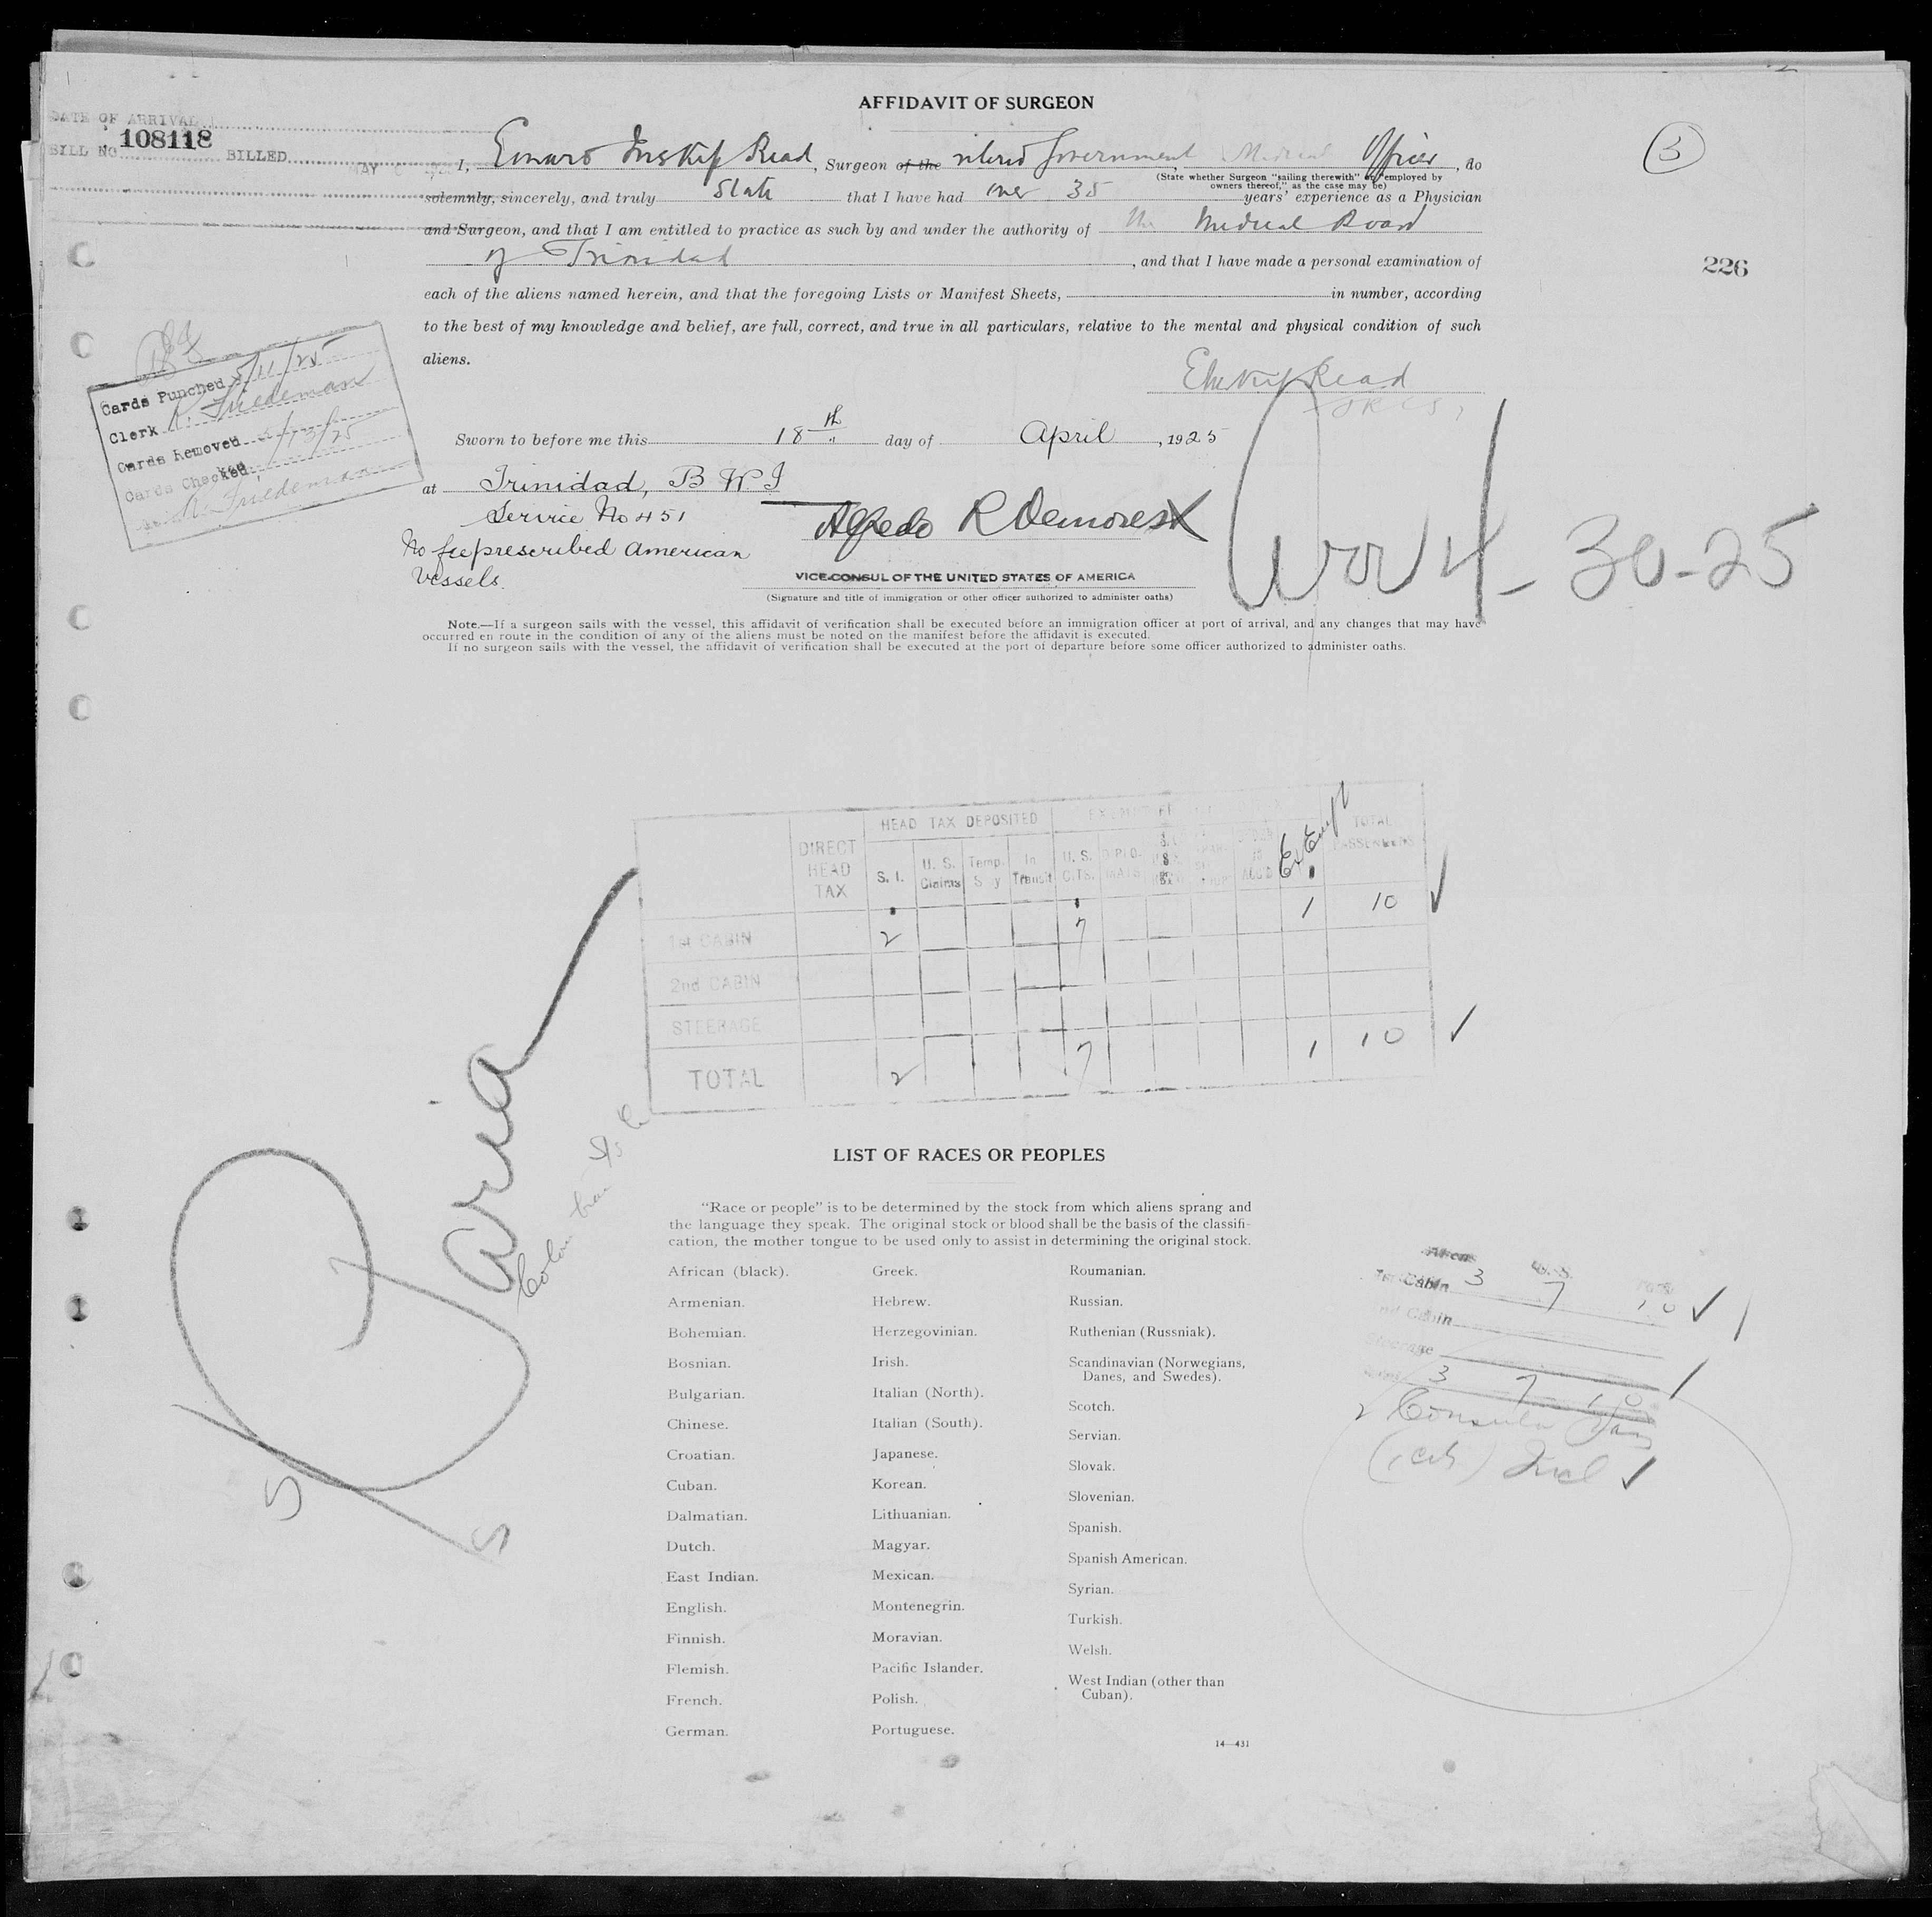 AFFIDAVIT OF SURGEON
DATE OF ARRIVAL
BILL NO 108118 BILLED MAY
I, Edward Inskip Read, Surgeon of the retired Government Medical Officer, do
(State whether Surgeon "sailing therewith" or "employed by
owners thereof," as the case may be)
solemnly, sincerely, and truly State that I have had over 35 years' experience as a Physician
and Surgeon, and that I am entitled to practice as such by and under the authority of the Medical Board
of Trinidad, and that I have made a personal examination of
each of the aliens named herein, and that the foregoing Lists or Manifest Sheets, in number, according
to the best of my knowledge and belief, are full, correct, and true in all particulars, relative to the mental and physical condition of such
aliens.
3
226
Cards Punched 5/11/25
Clerk R. Friedeman
Cards Removed 5/13/25
Cards Checked
R. Friedeman
Read
Sworn to before me this 18th day of April, 1925
at Trinidad, B W I
Service No 451
No fee prescribed American
Vessels.
Alfredo R Demorest
VICE CONSUL OF THE UNITED STATES OF AMERICA
(Signature and title of immigration or other officer authorized to administer oaths)
Arr 4-30-25
Note.—If a surgeon sails with the vessel, this affidavit of verification shall be executed before an immigration officer at port of arrival, and any changes that may have
occurred en route in the condition of any of the aliens must be noted on the manifest before the affidavit is executed.
If no surgeon sails with the vessel, the affidavit of verification shall be executed at the port of departure before some officer authorized to administer oaths.
DIRECT HEAD TAX
HEAD TAX DEPOSITED
S. I. U. S. Claims Temp. Stay In Transit
U. S. CITS. DIPLOMATS Exempt TOTAL PASSENGERS
1st CABIN 2 7 1 10
2nd CABIN
STEERAGE
TOTAL 2 7 1 10
SS Paria
Colombian S/S Co
LIST OF RACES OR PEOPLES
"Race or people" is to be determined by the stock from which aliens sprang and
the language they speak. The original stock or blood shall be the basis of the classifi-
cation, the mother tongue to be used only to assist in determining the original stock.
African (black).
Armenian.
Bohemian.
Bosnian.
Bulgarian.
Chinese.
Croatian.
Cuban.
Dalmatian.
Dutch.
East Indian.
English.
Finnish.
Flemish.
French.
German.
Greek.
Hebrew.
Herzegovinian.
Irish.
Italian (North).
Italian (South).
Japanese.
Korean.
Lithuanian.
Magyar.
Mexican.
Montenegrin.
Moravian.
Pacific Islander.
Polish.
Portuguese.
Roumanian.
Russian.
Ruthenian (Russniak).
Scandinavian (Norwegians,
Danes, and Swedes).
Scotch.
Servian.
Slovak.
Slovenian.
Spanish.
Spanish American.
Syrian.
Turkish.
Welsh.
West Indian (other than
Cuban).
14—431
Aliens U. S. Total
1st Cabin 3 7 10
2nd Cabin
Steerage
Total 3 7 10